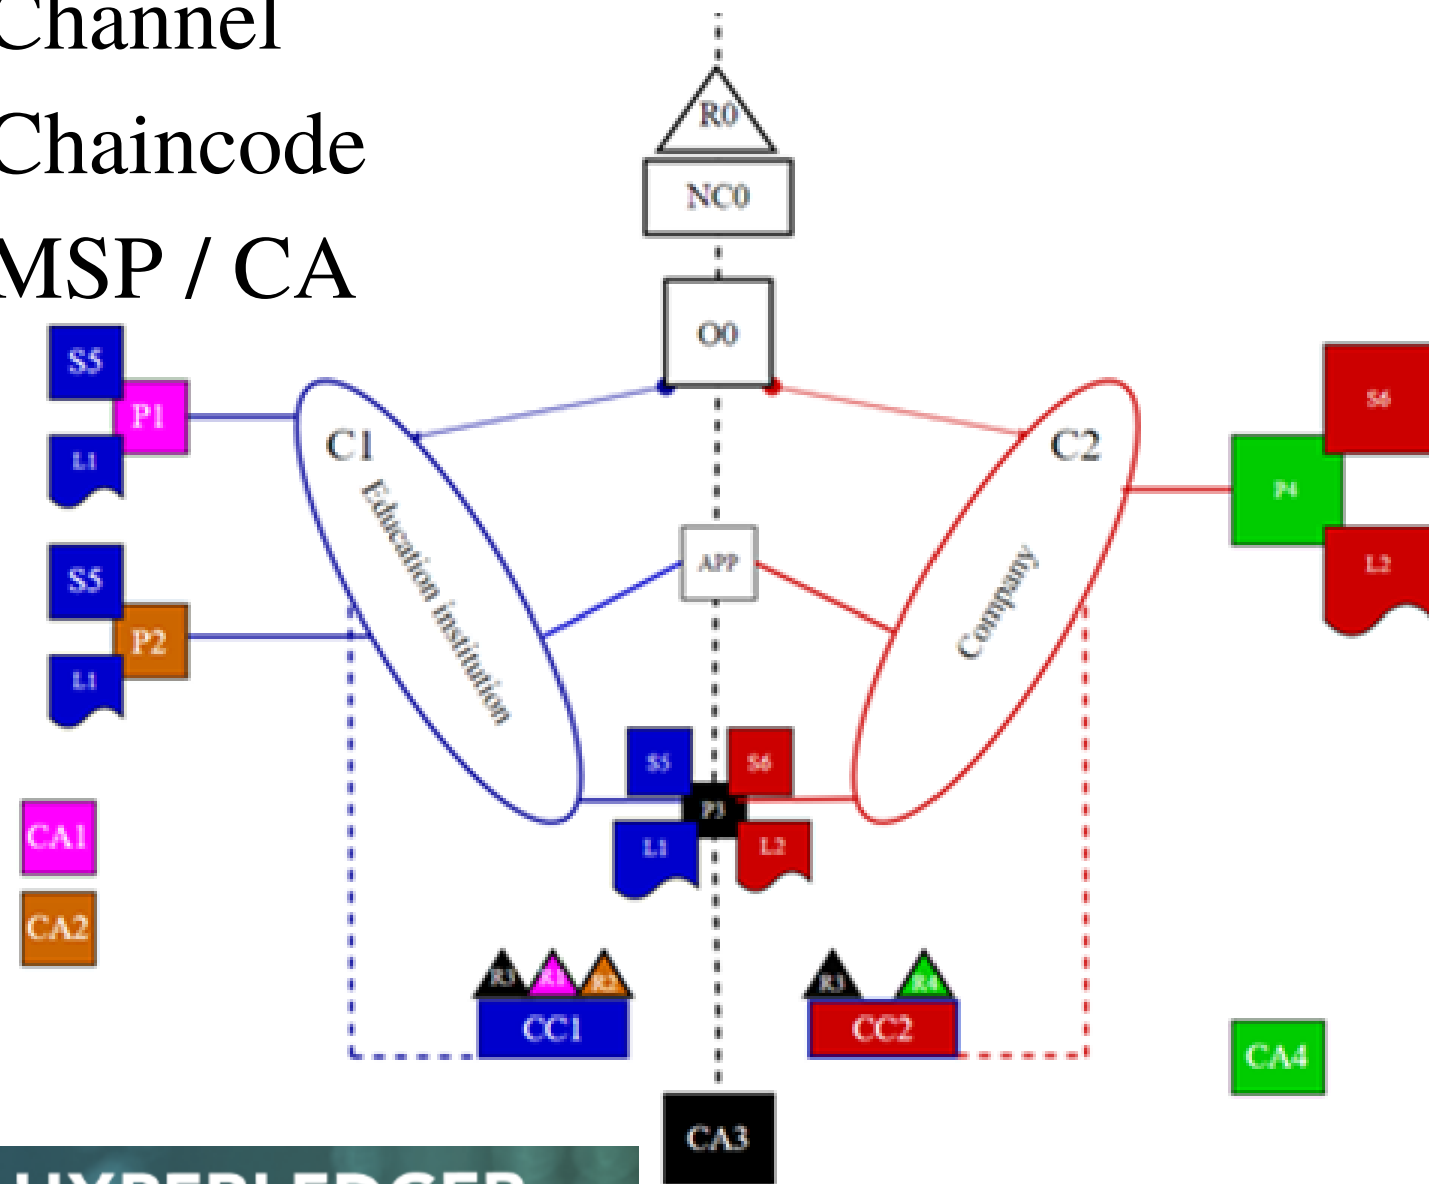 Channel
Chaincode
MSP / CA
R0
NC0
O0
S5
P1
L1
C1
Education institution
C2
Company
S6
P4
L2
APP
S5
P2
L1
S5
S6
P3
L1
L2
CA1
CA2
R3
R1
R2
CC1
R3
R4
CC2
CA4
CA3
HYPERLEDGER